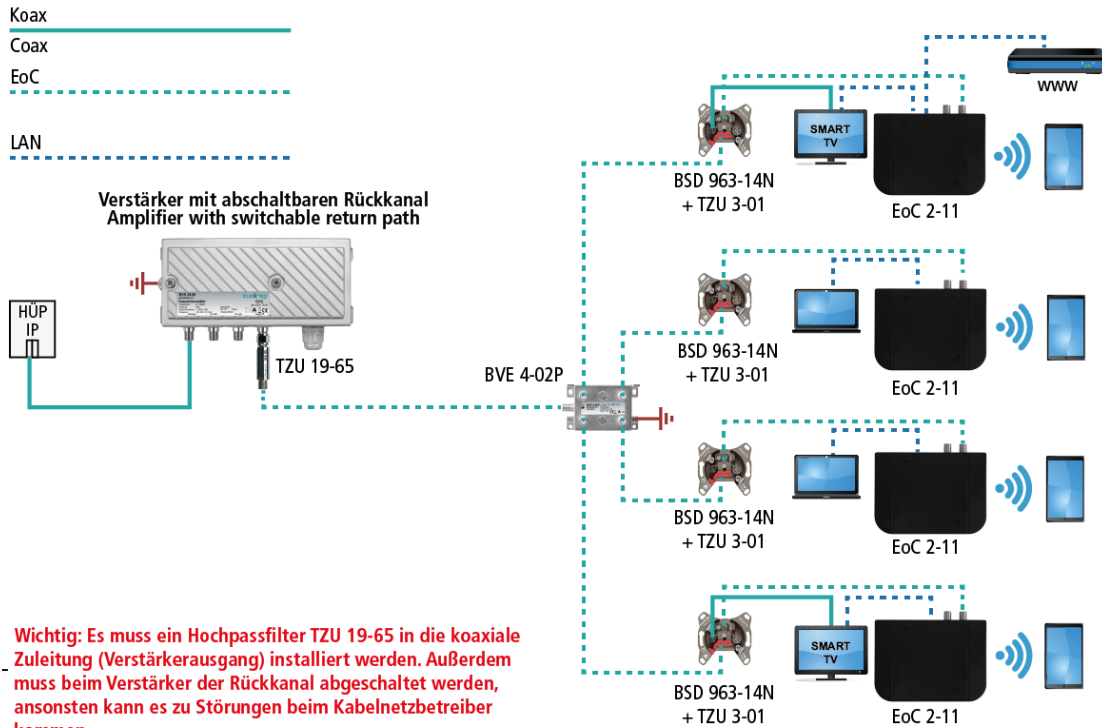 Koax
Coax
EoC
LAN
WWW
SMART
TV
BSD 963-14N
+ TZU 3-01
EoC 2-11
Verstärker mit abschaltbaren Rückkanal
Amplifier with switchable return path
HÜP
IP
TZU 19-65
BVE 4-02P
BSD 963-14N
+ TZU 3-01
EoC 2-11
BSD 963-14N
+ TZU 3-01
EoC 2-11
SMART
TV
BSD 963-14N
+ TZU 3-01
EoC 2-11
Wichtig: Es muss ein Hochpassfilter TZU 19-65 in die koaxiale
Zuleitung (Verstärkerausgang) installiert werden. Außerdem
muss beim Verstärker der Rückkanal abgeschaltet werden,
ansonsten kann es zu Störungen beim Kabelnetzbetreiber